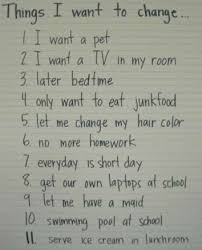 Things I want to change...
1 I want a pet
2 I want a TV in my room
3. later bedtime
4. only want to eat junkfood
5. let me change my hair color
6. no more homework
7. everyday is short day
8. get our own laptops at school
9 let me have a maid
10. swimming pool at school
11. serve ice cream in lunchroom